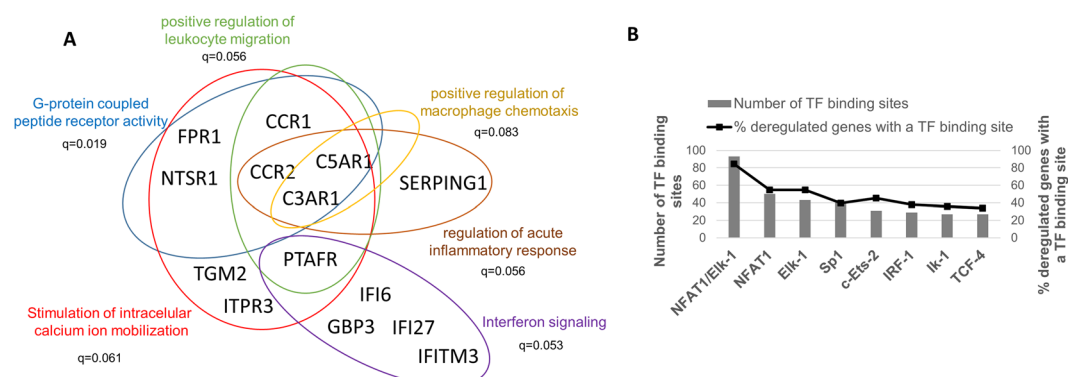 A
positive regulation of
leukocyte migration
q=0.056
G-protein coupled
peptide receptor activity
q=0.019
positive regulation of
macrophage chemotaxis
q=0.083
FPR1
CCR1
NTSR1
CCR2
C5AR1
C3AR1
SERPING1
regulation of acute
inflammatory response
q=0.056
PTAFR
TGM2
ITPR3
Stimulation of intracelular
calcium ion mobilization
q=0.061
IFI6
GBP3
IFI27
IFITM3
Interferon signaling
q=0.053
B
Number of TF binding sites
% deregulated genes with a TF binding site
Number of TF binding
sites
100
80
60
40
20
0
100
80
60
40
20
0
% deregulated genes with
a TF binding site
NFAT1/Elk-1
NFAT1
Elk-1
Sp1
c-Ets-2
IRF-1
Ik-1
TCF-4